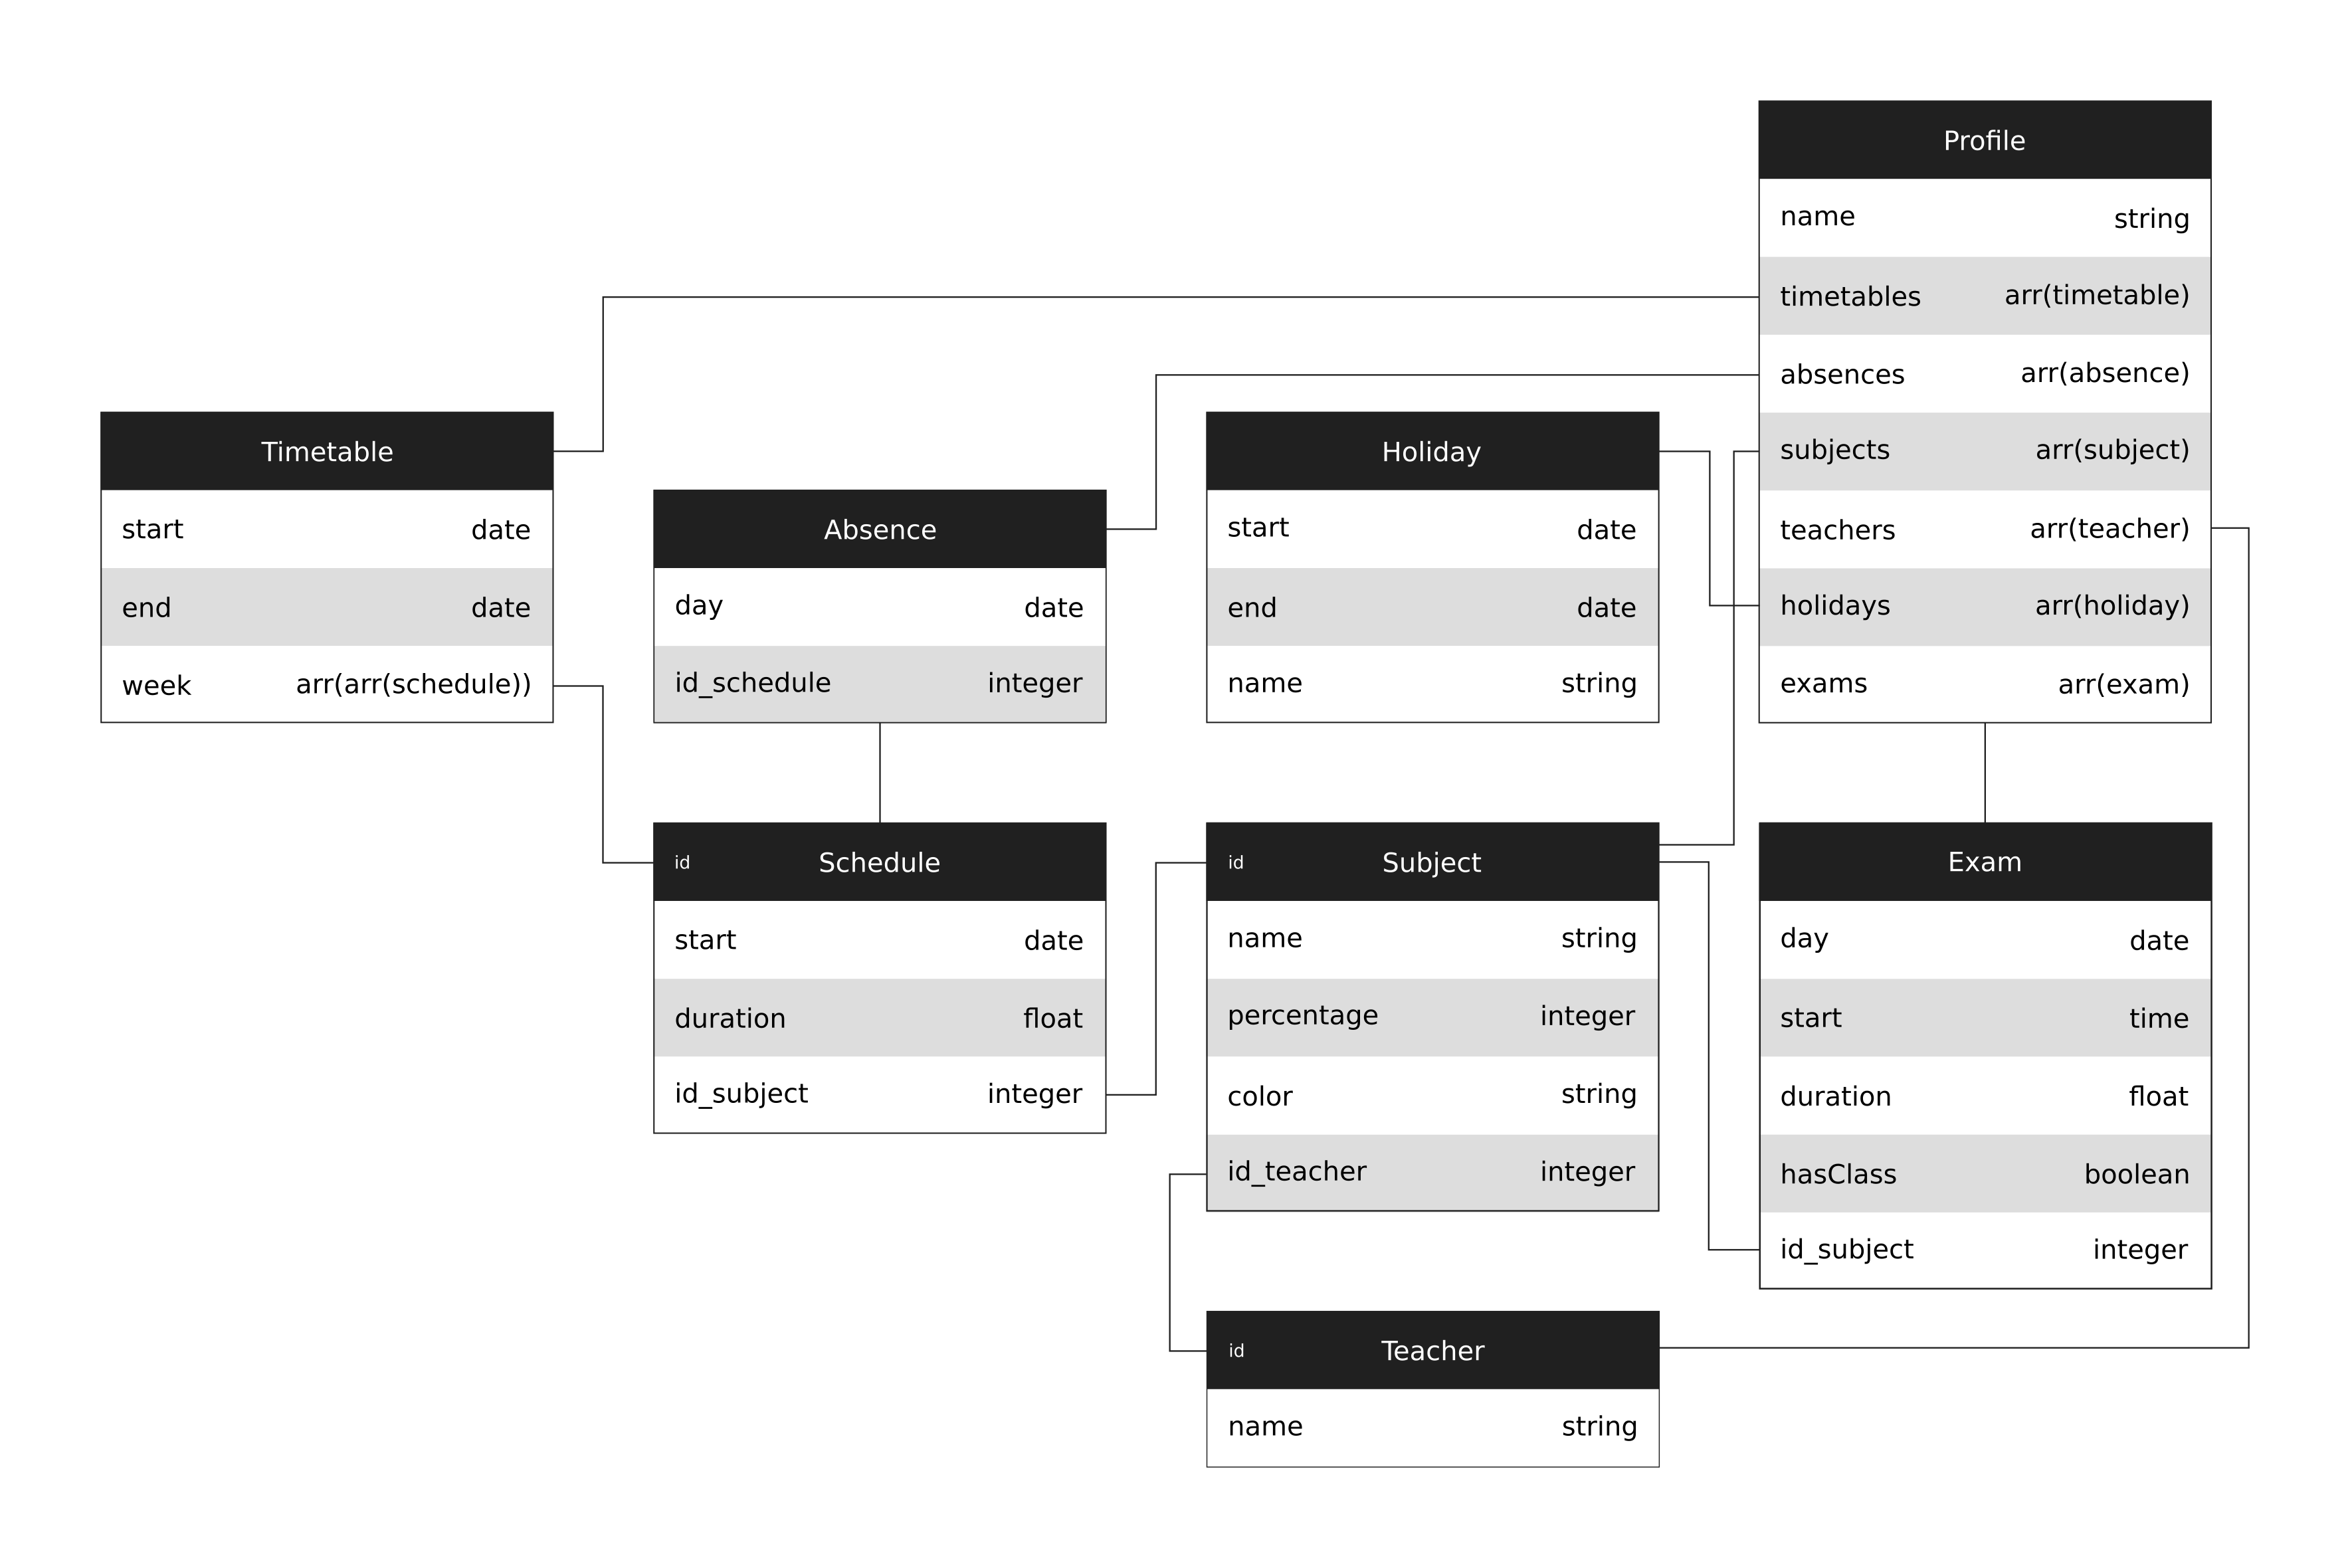 Profile
name string
timetables arr(timetable)
absences arr(absence)
subjects arr(subject)
teachers arr(teacher)
holidays arr(holiday)
exams arr(exam)
Timetable
start date
end date
week arr(arr(schedule))
Absence
day date
id_schedule integer
Holiday
start date
end date
name string
id Schedule
start date
duration float
id_subject integer
id Subject
name string
percentage integer
color string
id_teacher integer
Exam
day date
start time
duration float
hasClass boolean
id_subject integer
id Teacher
name string